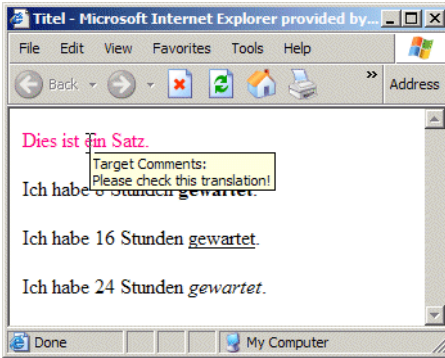 Titel - Microsoft Internet Explorer provided by...
File Edit View Favorites Tools Help
Back » Address
Dies ist ein Satz.
Target Comments:
Please check this translation!
Ich habe 8 Stunden gewartet.
Ich habe 16 Stunden gewartet.
Ich habe 24 Stunden gewartet.
Done My Computer